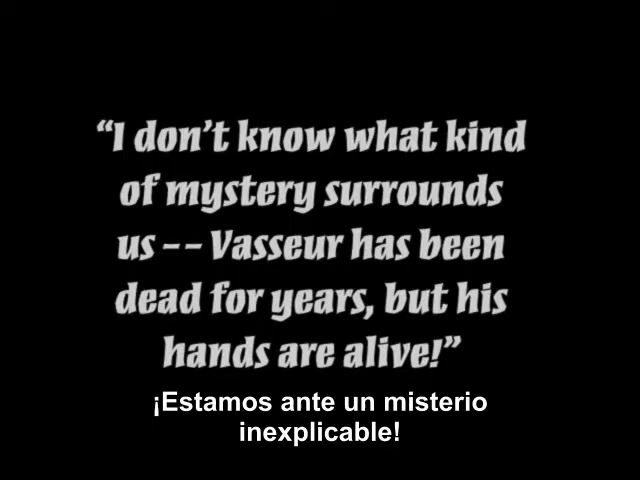 “I don’t know what kind
of mystery surrounds
us -- Vasseur has been
dead for years, but his
hands are alive!”
¡Estamos ante un misterio
inexplicable!